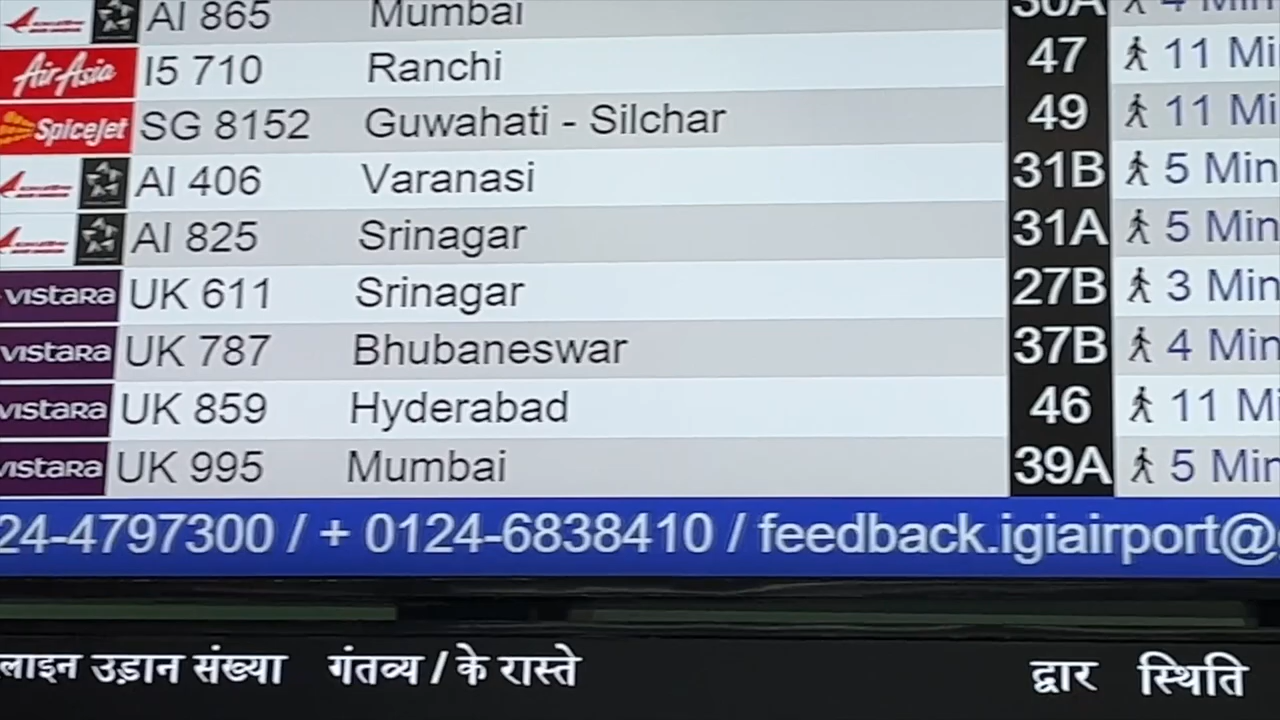 AI 865 Mumbai 30A 4 Min
AirAsia I5 710 Ranchi 47 11 Mi
SpiceJet SG 8152 Guwahati - Silchar 49 11 Mi
AI 406 Varanasi 31B 5 Min
AI 825 Srinagar 31A 5 Min
vistara UK 611 Srinagar 27B 3 Min
vistara UK 787 Bhubaneswar 37B 4 Min
vistara UK 859 Hyderabad 46 11 Mi
vistara UK 995 Mumbai 39A 5 Min
24-4797300 / + 0124-6838410 / feedback.igiairport@
लाइन उड़ान संख्या गंतव्य / के रास्ते द्वार स्थिति